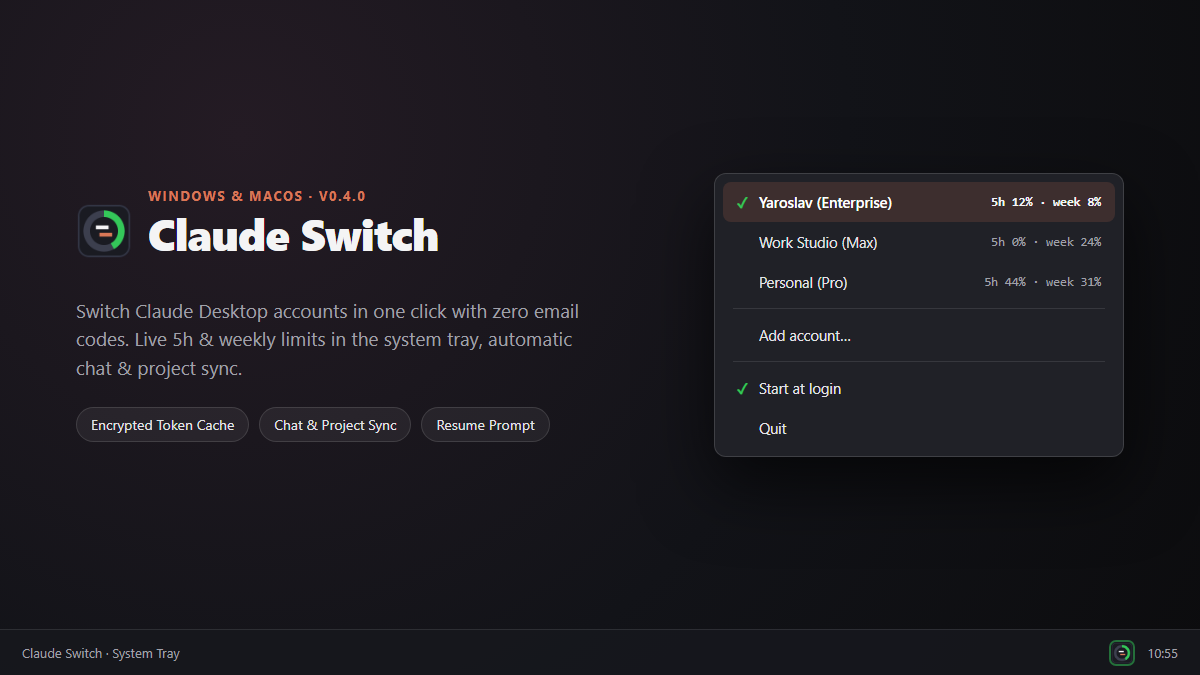 WINDOWS & MACOS · V0.4.0
Claude Switch
Switch Claude Desktop accounts in one click with zero email
codes. Live 5h & weekly limits in the system tray, automatic
chat & project sync.
Encrypted Token Cache
Chat & Project Sync
Resume Prompt
✓ Yaroslav (Enterprise) 5h 12% · week 8%
Work Studio (Max) 5h 0% · week 24%
Personal (Pro) 5h 44% · week 31%
Add account...
✓ Start at login
Quit
Claude Switch · System Tray
10:55